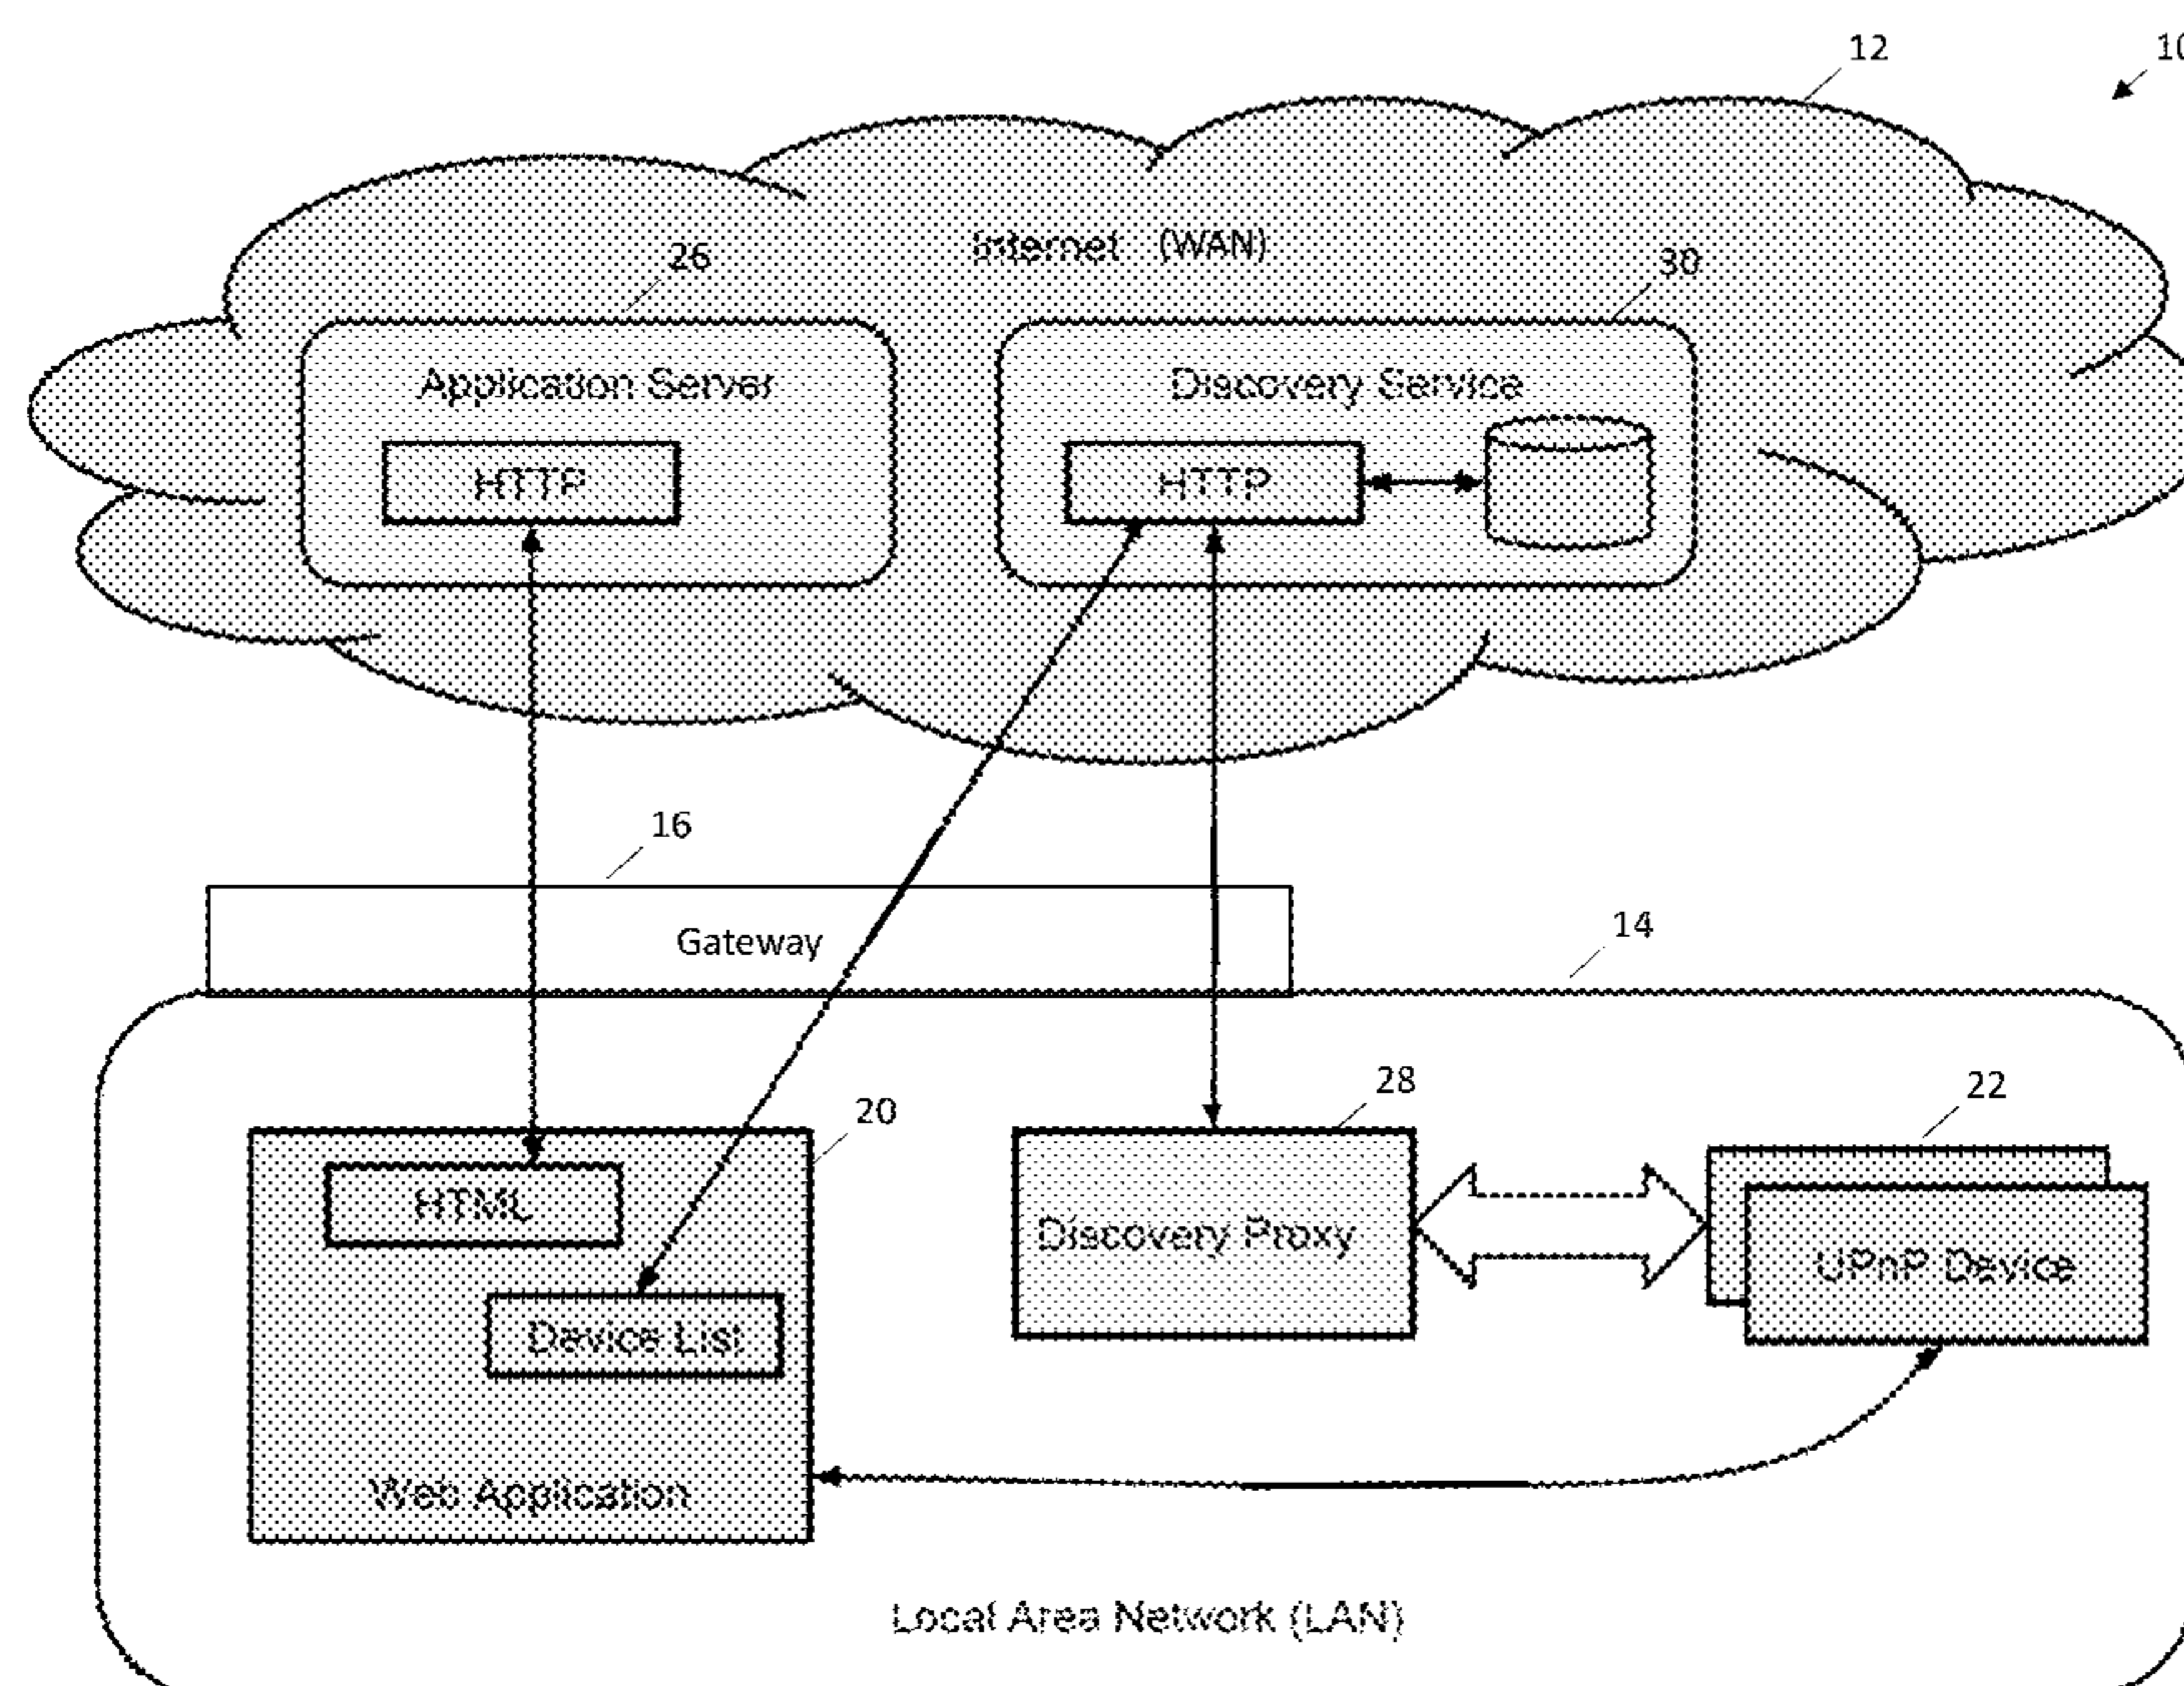 12
10
Internet (WAN)
26
30
Application Server
Discovery Service
HTTP
HTTP
16
Gateway
14
28
22
20
HTML
Discovery Proxy
UPnP Device
Device List
Web Application
Local Area Network (LAN)